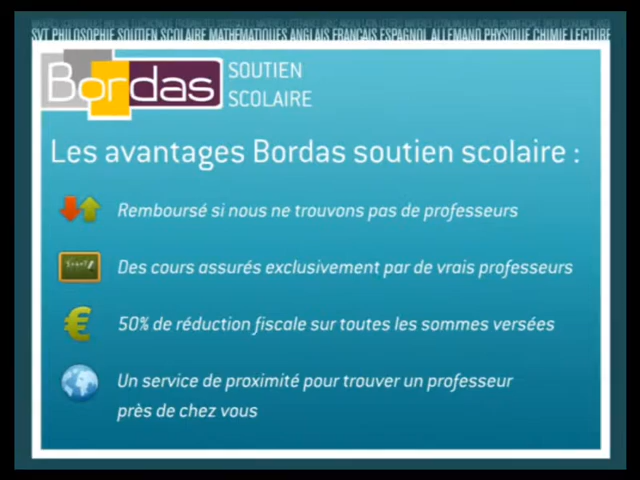 SVT PHILOSOPHIE SOUTIEN SCOLAIRE MATHÉMATIQUES ANGLAIS FRANÇAIS ESPAGNOL ALLEMAND PHYSIQUE CHIMIE LECTURE
Bordas SOUTIEN
SCOLAIRE
Les avantages Bordas soutien scolaire :
Remboursé si nous ne trouvons pas de professeurs
Des cours assurés exclusivement par de vrais professeurs
50% de réduction fiscale sur toutes les sommes versées
Un service de proximité pour trouver un professeur
près de chez vous